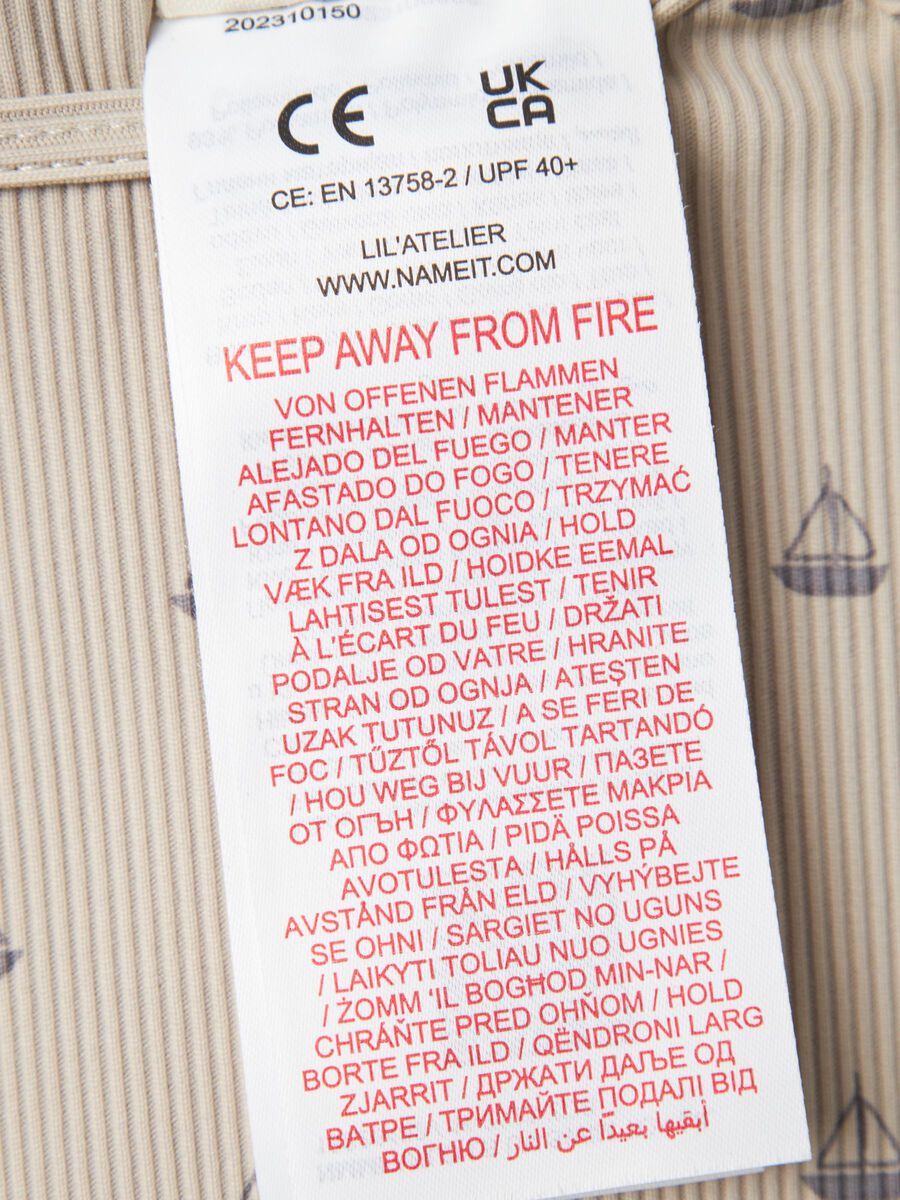 202310150
CE UK
CA
CE: EN 13758-2 / UPF 40+
LIL'ATELIER
WWW.NAMEIT.COM
KEEP AWAY FROM FIRE
VON OFFENEN FLAMMEN
FERNHALTEN / MANTENER
ALEJADO DEL FUEGO / MANTER
AFASTADO DO FOGO / TENERE
LONTANO DAL FUOCO / TRZYMAĆ
Z DALA OD OGNIA / HOLD
VÆK FRA ILD / HOIDKE EEMAL
LAHTISEST TULEST / TENIR
À L'ÉCART DU FEU / DRŽATI
PODALJE OD VATRE / HRANITE
STRAN OD OGNJA / ATEŞTEN
UZAK TUTUNUZ / A SE FERI DE
FOC / TŰZTŐL TÁVOL TARTANDÓ
/ HOU WEG BIJ VUUR / ПАЗЕТЕ
ОТ ОГЪН / ΦΥΛΑΣΣΕΤΕ ΜΑΚΡΙΑ
ΑΠΟ ΦΩΤΙΑ / PIDÄ POISSA
AVOTULESTA / HÅLLS PÅ
AVSTÅND FRÅN ELD / VYHÝBEJTE
SE OHNI / SARGIET NO UGUNS
/ LAIKYTI TOLIAU NUO UGNIES
/ ŻOMM 'IL BOGĦOD MIN-NAR /
CHRÁŇTE PRED OHŇOM / HOLD
BORTE FRA ILD / QËNDRONI LARG
ZJARRIT / ДРЖАТИ ДАЉЕ ОД
ВАТРЕ / ТРИМАЙТЕ ПОДАЛІ ВІД
ВОГНЮ / أبقيها بعيدًا عن النار